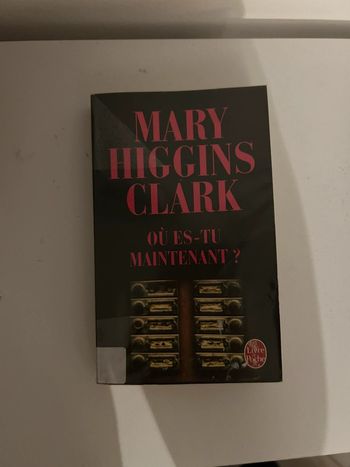 MARY
HIGGINS
CLARK
OÙ ES-TU
MAINTENANT ?
Le Livre
de Poche